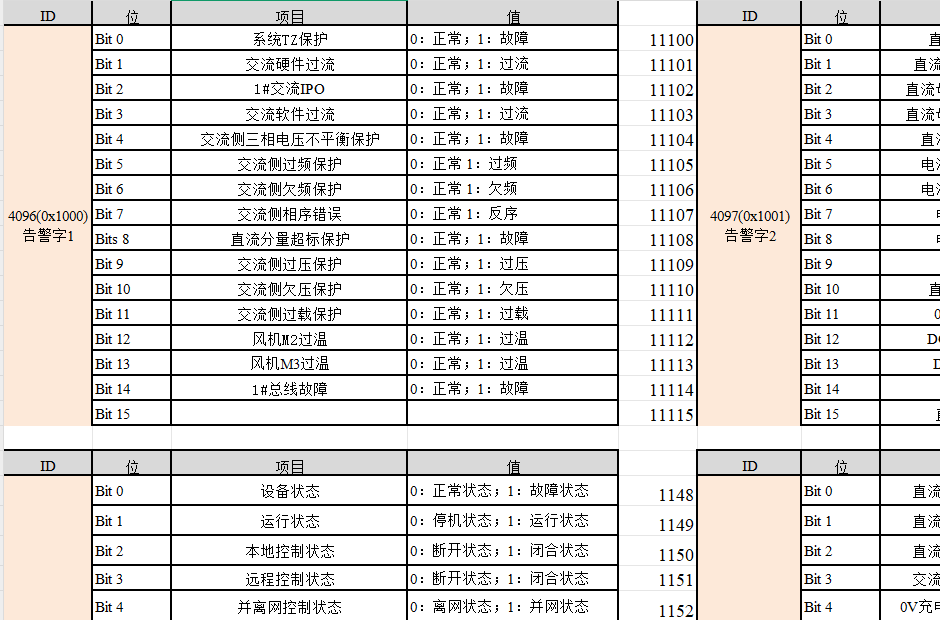 ID 位 项目 值 ID 位
Bit 0 系统TZ保护 0：正常；1：故障 11100 Bit 0 直
Bit 1 交流硬件过流 0：正常；1：过流 11101 Bit 1 直流
Bit 2 1#交流IPO 0：正常；1：故障 11102 Bit 2 直流母
Bit 3 交流软件过流 0：正常；1：过流 11103 Bit 3 直流母
Bit 4 交流侧三相电压不平衡保护 0：正常；1：故障 11104 Bit 4 直流
Bit 5 交流侧过频保护 0：正常 1：过频 11105 Bit 5 电池
Bit 6 交流侧欠频保护 0：正常 1：欠频 11106 Bit 6 电池
4096(0x1000) Bit 7 交流侧相序错误 0：正常 1：反序 11107 4097(0x1001) Bit 7
告警字1 Bits 8 直流分量超标保护 0：正常；1：故障 11108 告警字2 Bit 8
Bit 9 交流侧过压保护 0：正常；1：过压 11109 Bit 9
Bit 10 交流侧欠压保护 0：正常；1：欠压 11110 Bit 10 直
Bit 11 交流侧过载保护 0：正常；1：过载 11111 Bit 11 0
Bit 12 风机M2过温 0：正常；1：过温 11112 Bit 12 D
Bit 13 风机M3过温 0：正常；1：过温 11113 Bit 13 D
Bit 14 1#总线故障 0：正常；1：故障 11114 Bit 14
Bit 15 11115 Bit 15 直
ID 位 项目 值 ID 位
Bit 0 设备状态 0：正常状态；1：故障状态 1148 Bit 0 直流
Bit 1 运行状态 0：停机状态；1：运行状态 1149 Bit 1 直流
Bit 2 本地控制状态 0：断开状态；1：闭合状态 1150 Bit 2 直流
Bit 3 远程控制状态 0：断开状态；1：闭合状态 1151 Bit 3 交流
Bit 4 并离网控制状态 0：离网状态；1：并网状态 1152 Bit 4 0V充电